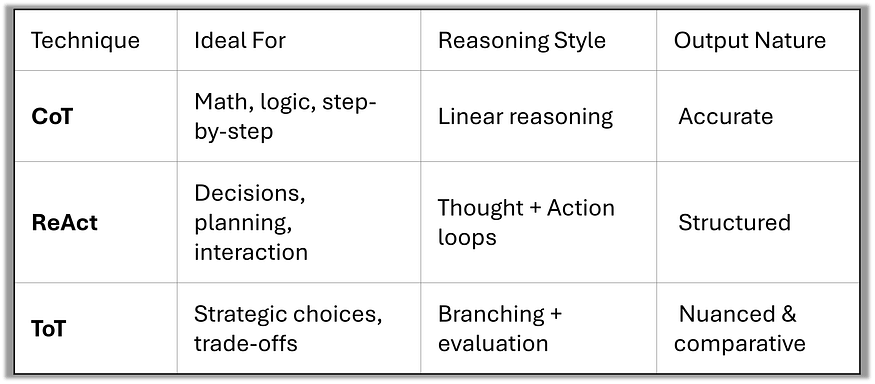 Technique
Ideal For
Reasoning Style
Output Nature
CoT
Math, logic, step-
by-step
Linear reasoning
Accurate
ReAct
Decisions,
planning,
interaction
Thought + Action
loops
Structured
ToT
Strategic choices,
trade-offs
Branching +
evaluation
Nuanced &
comparative